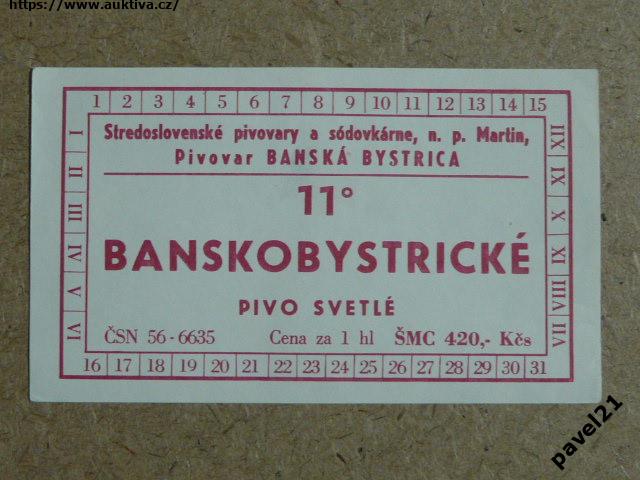 https://www.auktiva.cz/
1 2 3 4 5 6 7 8 9 10 11 12 13 14 15
I II III IV V VI
Stredoslovenské pivovary a sódovkárne, n. p. Martin,
Pivovar BANSKÁ BYSTRICA
11°
BANSKOBYSTRICKÉ
PIVO SVETLÉ
ČSN 56-6635 Cena za 1 hl ŠMC 420,- Kčs
XII XI X IX VIII VII
16 17 18 19 20 21 22 23 24 25 26 27 28 29 30 31
pavel21